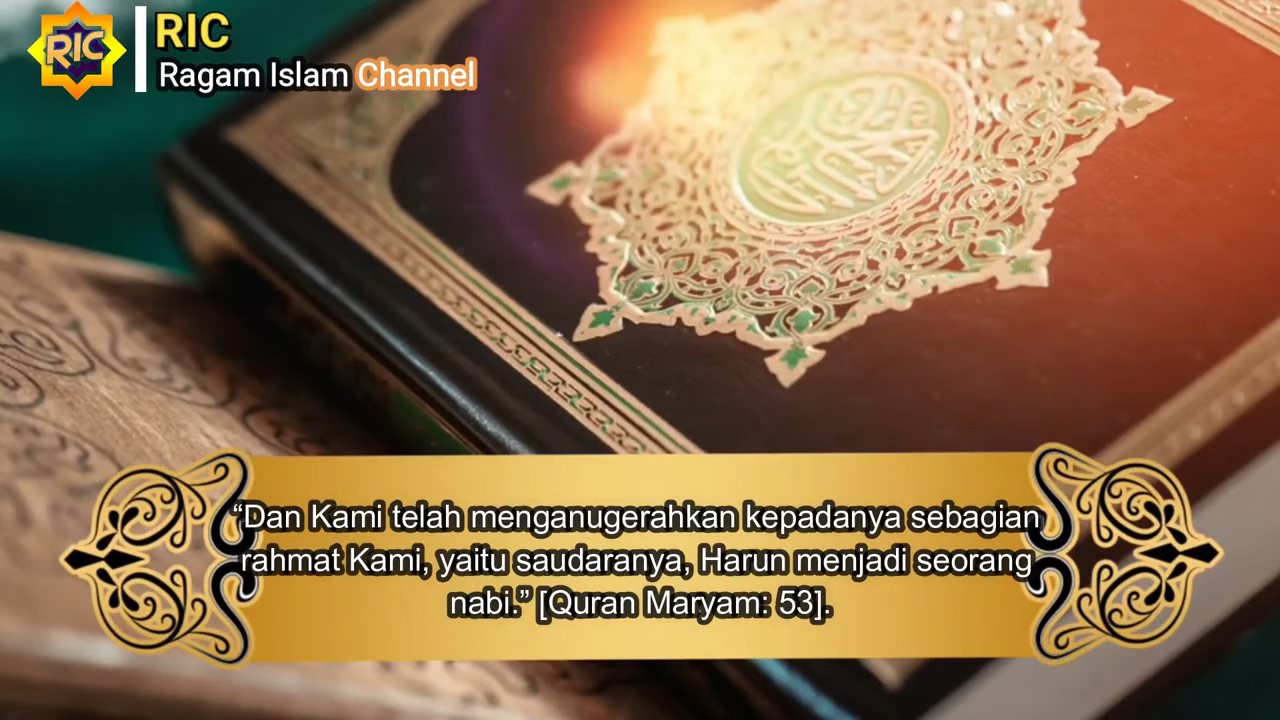 RIC
RIC
Ragam Islam Channel
“Dan Kami telah menganugerahkan kepadanya sebagian
rahmat Kami, yaitu saudaranya, Harun menjadi seorang
nabi.” [Quran Maryam: 53].